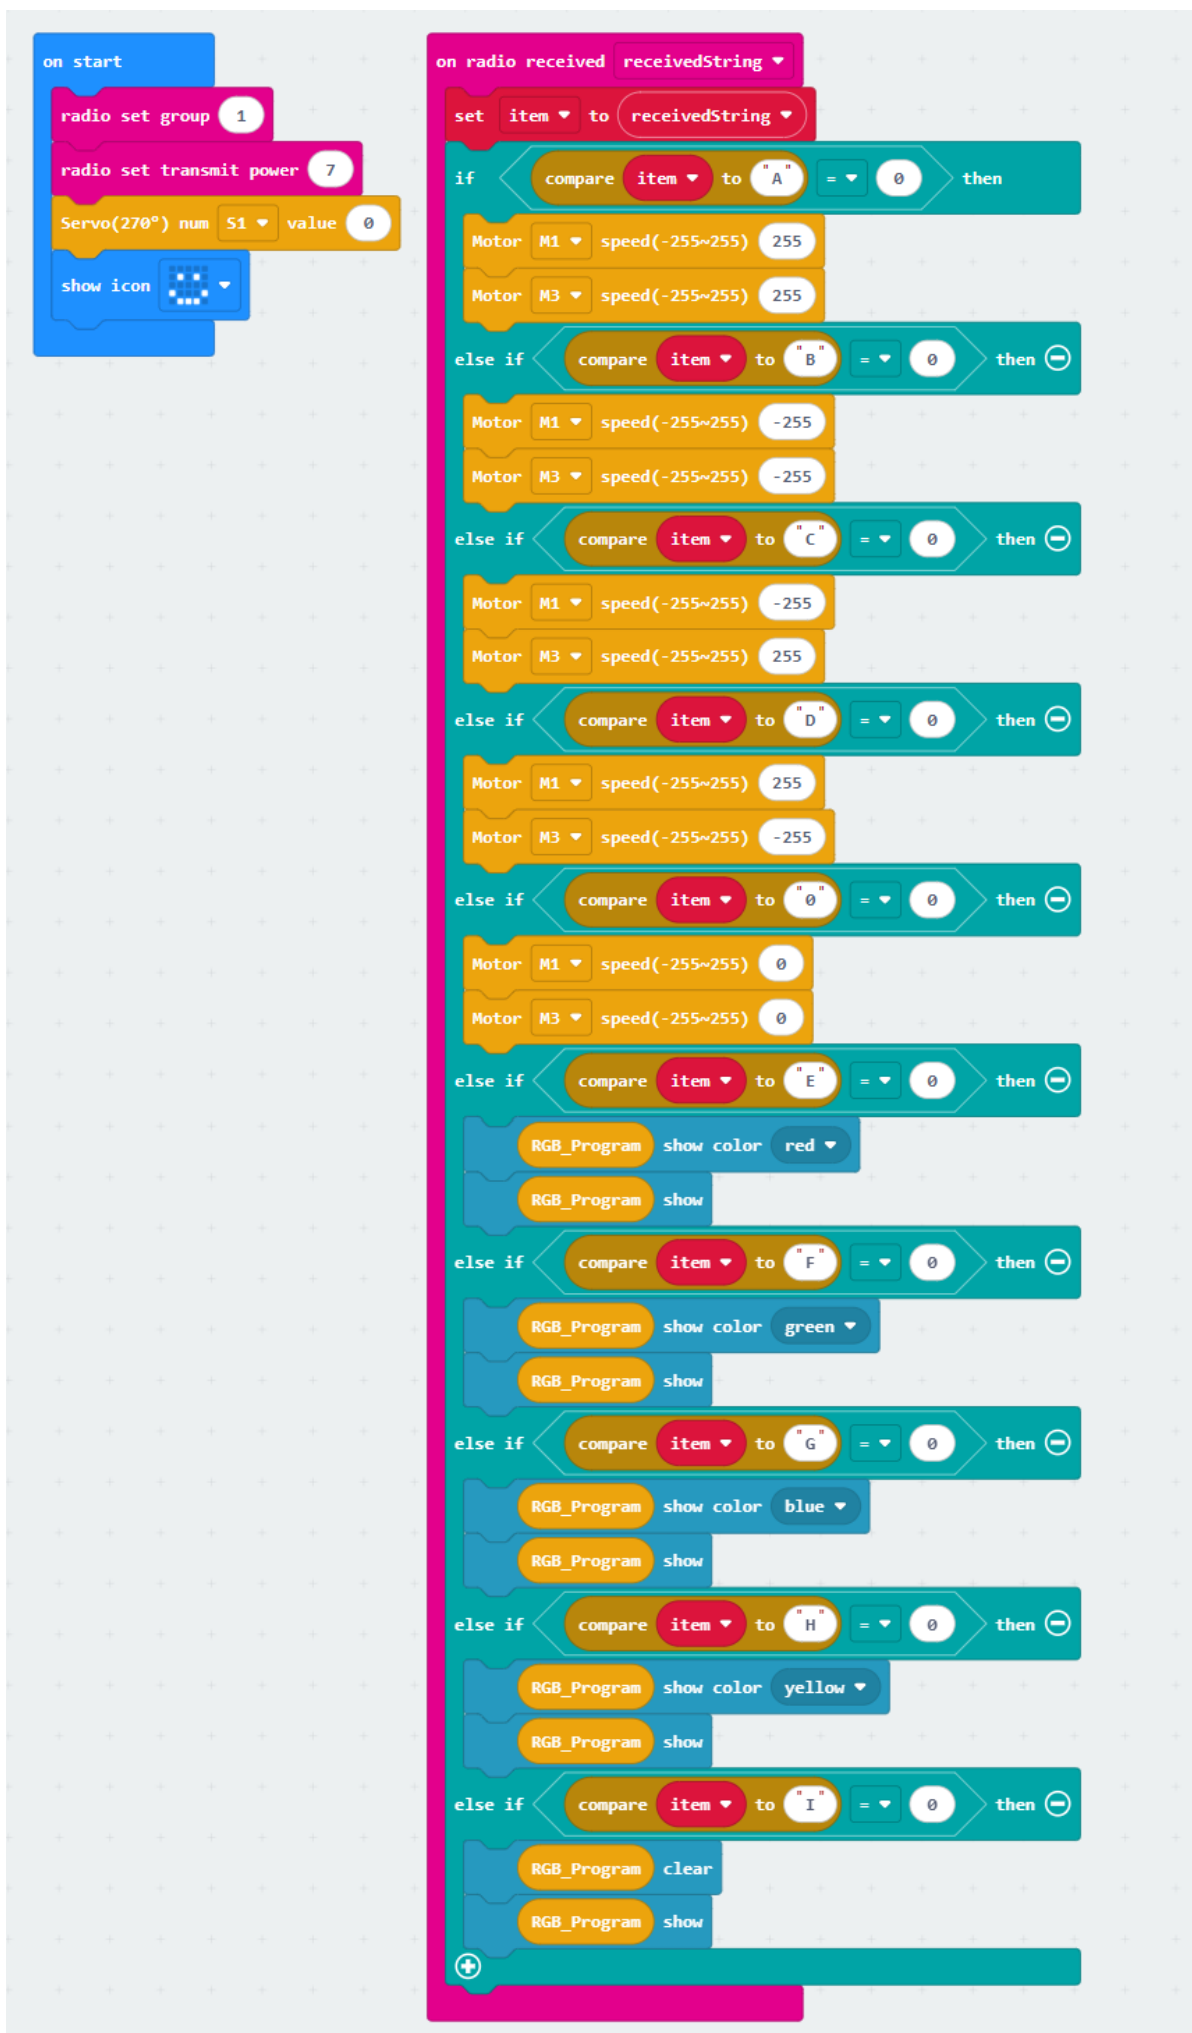 on start
radio set group 1
radio set transmit power 7
Servo(270°) num S1 value 0
show icon
on radio received receivedString
set item to receivedString
if compare item to "A" = 0 then
Motor M1 speed(-255~255) 255
Motor M3 speed(-255~255) 255
else if compare item to "B" = 0 then
Motor M1 speed(-255~255) -255
Motor M3 speed(-255~255) -255
else if compare item to "C" = 0 then
Motor M1 speed(-255~255) -255
Motor M3 speed(-255~255) 255
else if compare item to "D" = 0 then
Motor M1 speed(-255~255) 255
Motor M3 speed(-255~255) -255
else if compare item to "0" = 0 then
Motor M1 speed(-255~255) 0
Motor M3 speed(-255~255) 0
else if compare item to "E" = 0 then
RGB_Program show color red
RGB_Program show
else if compare item to "F" = 0 then
RGB_Program show color green
RGB_Program show
else if compare item to "G" = 0 then
RGB_Program show color blue
RGB_Program show
else if compare item to "H" = 0 then
RGB_Program show color yellow
RGB_Program show
else if compare item to "I" = 0 then
RGB_Program clear
RGB_Program show